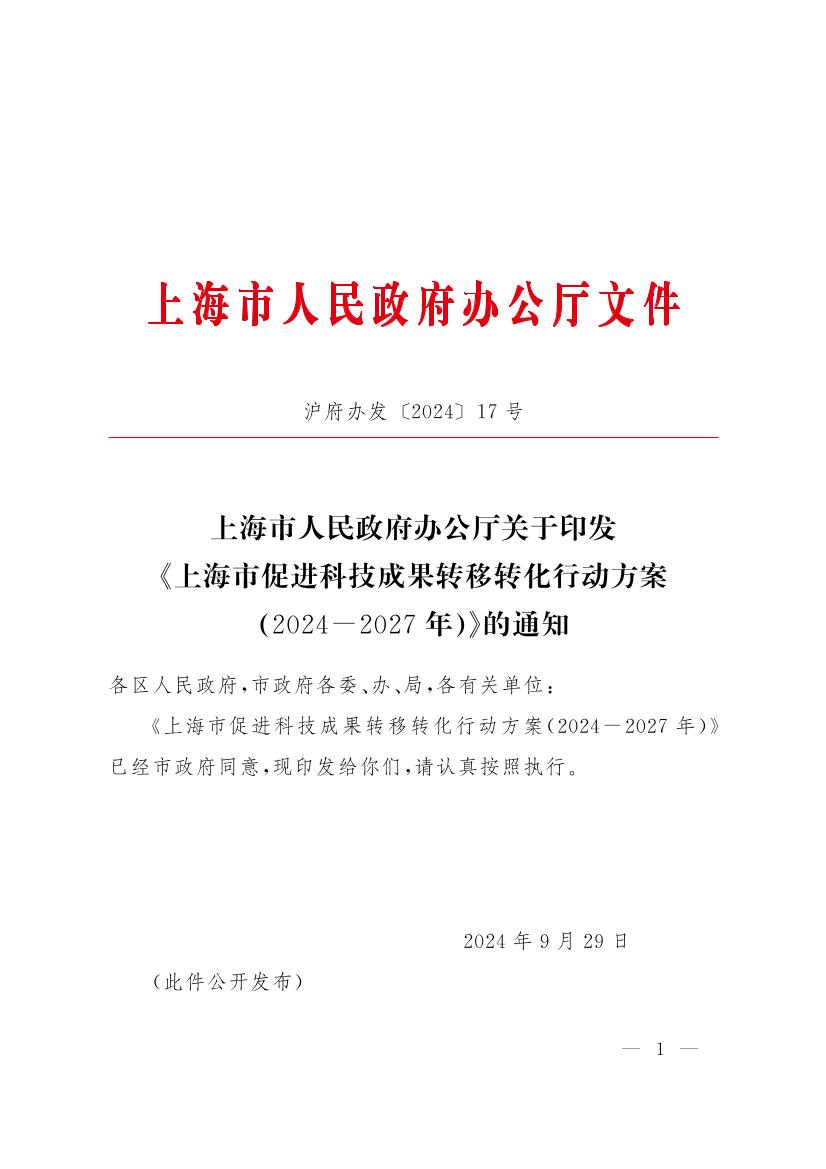 上海市人民政府办公厅文件
沪府办发〔2024〕17 号
上海市人民政府办公厅关于印发
《上海市促进科技成果转移转化行动方案
(2024－2027 年)》的通知
各区人民政府,市政府各委、办、局,各有关单位:
《上海市促进科技成果转移转化行动方案(2024－2027 年)》
已经市政府同意,现印发给你们,请认真按照执行。
2024 年 9 月 29 日
(此件公开发布)
— 1 —